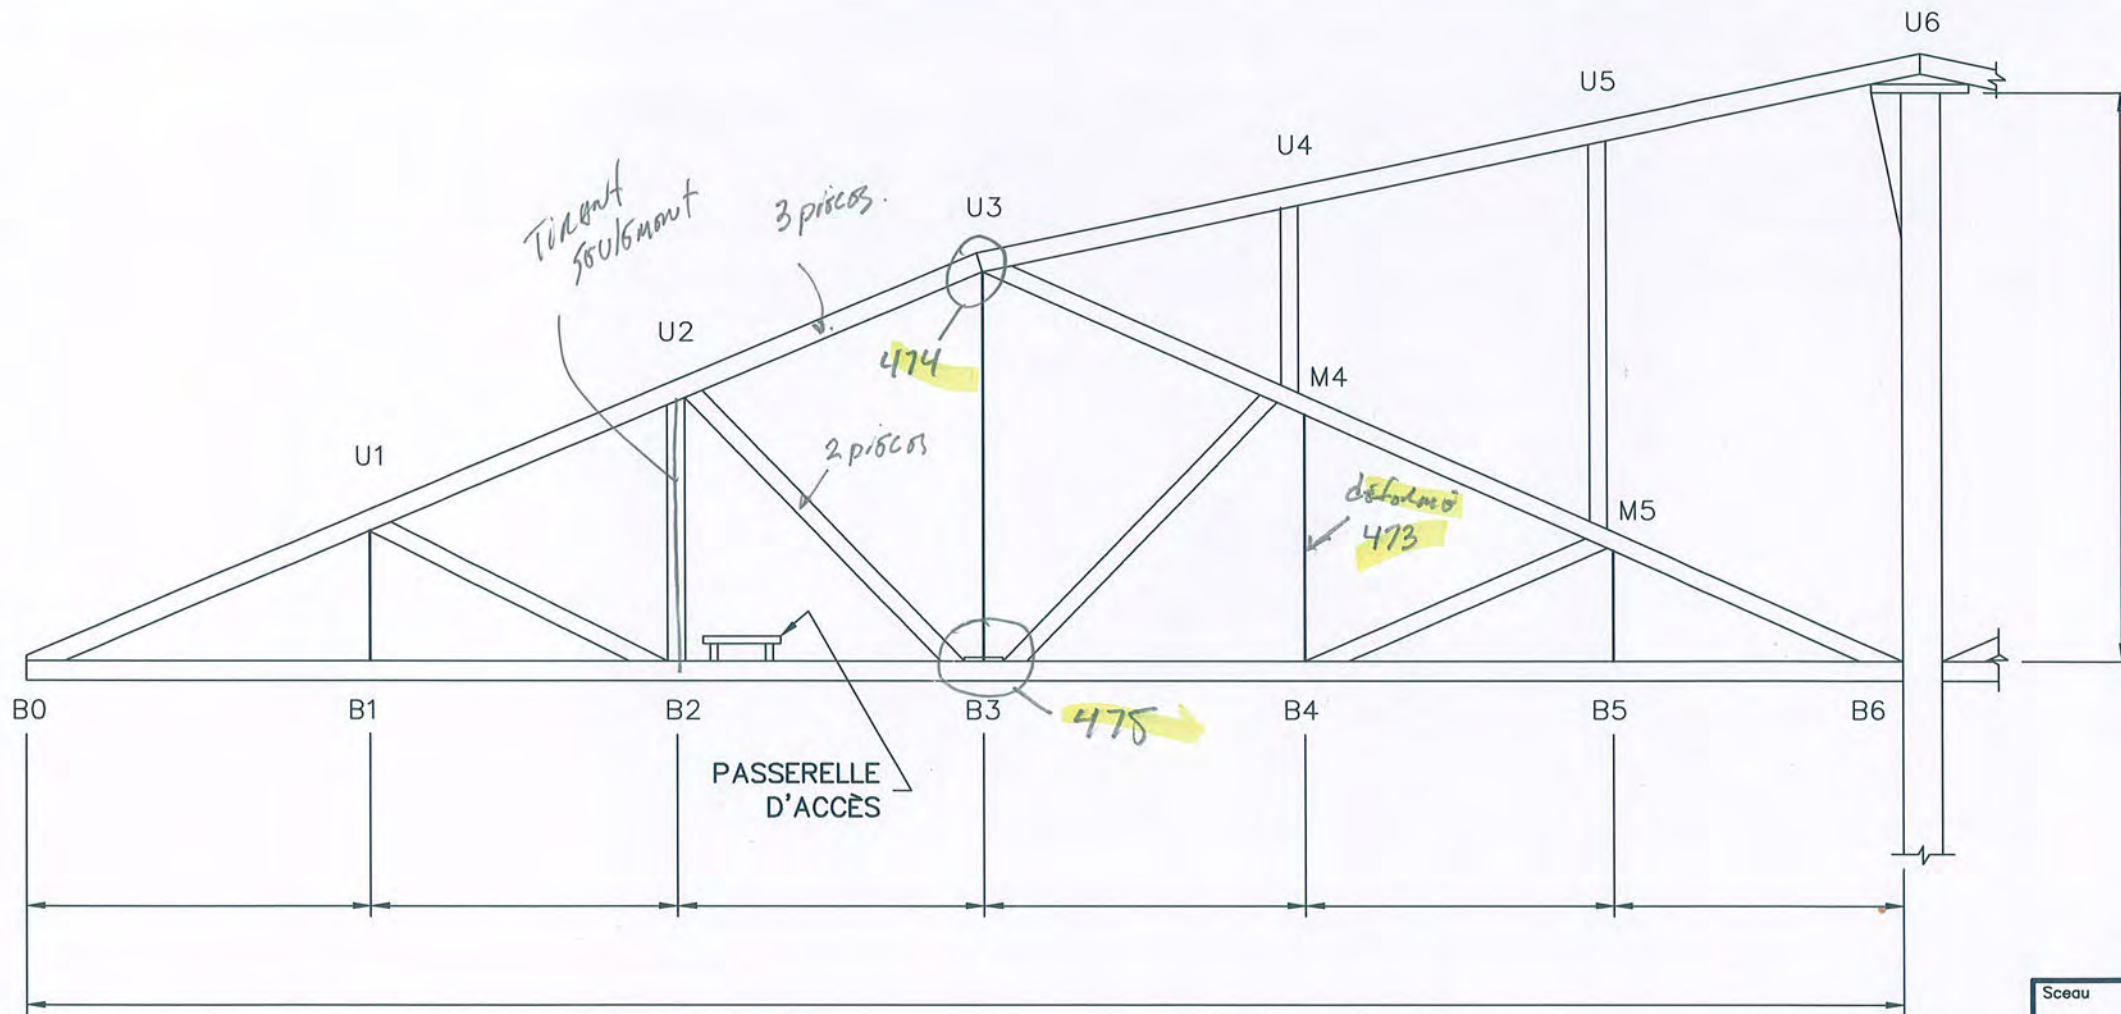 U6
U5
U4
Tirant
seulement
3 pièces.
U3
U2
474
M4
U1
2 pièces
déformé
473
M5
B0
B1
B2
B3
475
B4
B5
B6
PASSERELLE
D'ACCÈS
Sceau